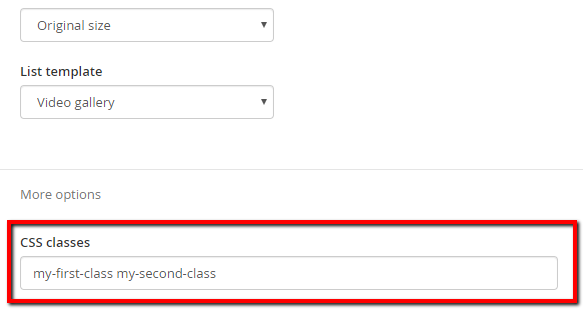 Original size
List template
Video gallery
More options
CSS classes
my-first-class my-second-class